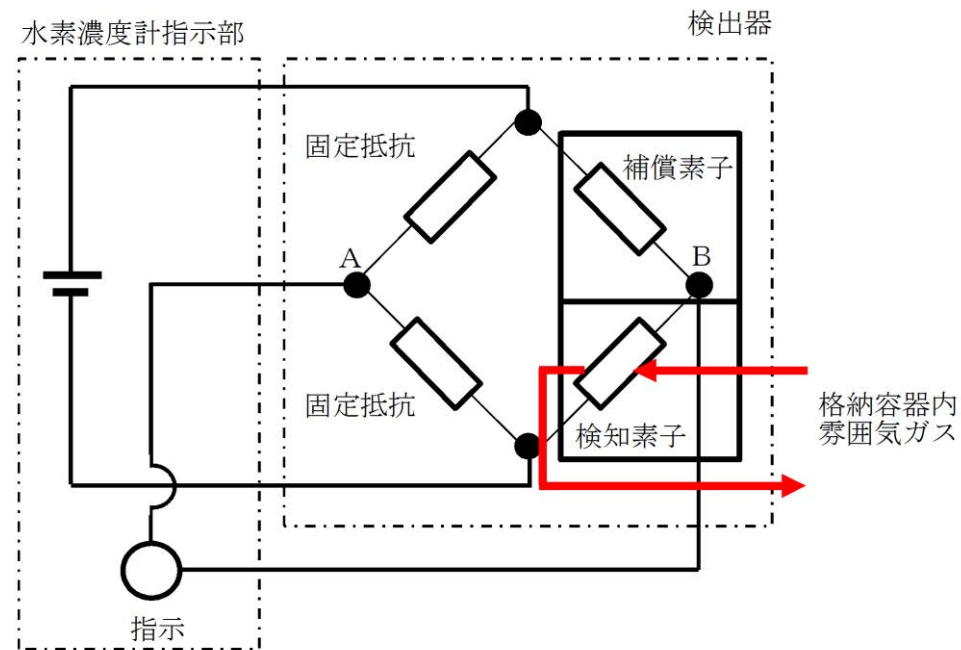 水素濃度計指示部
検出器
固定抵抗
補償素子
A
B
固定抵抗
検知素子
格納容器内
雰囲気ガス
指示